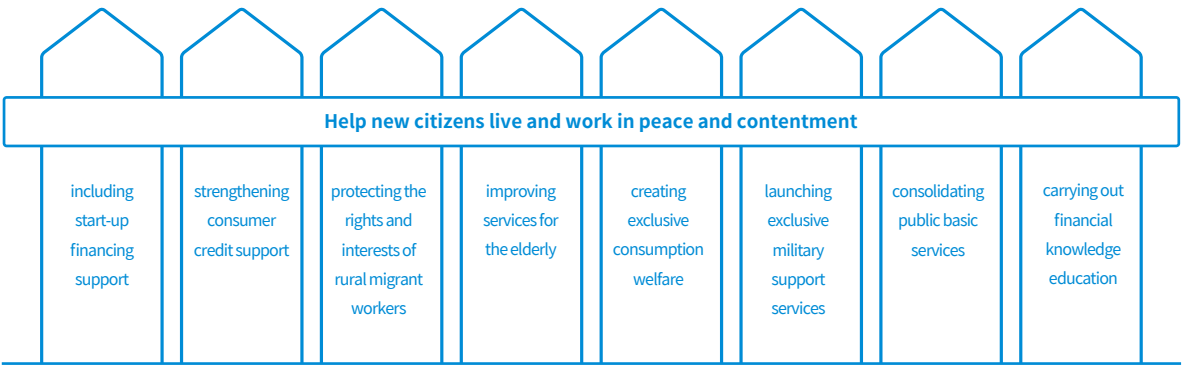 Help new citizens live and work in peace and contentment
including
start-up
financing
support
strengthening
consumer
credit support
protecting the
rights and
interests of
rural migrant
workers
improving
services for
the elderly
creating
exclusive
consumption
welfare
launching
exclusive
military
support
services
consolidating
public basic
services
carrying out
financial
knowledge
education